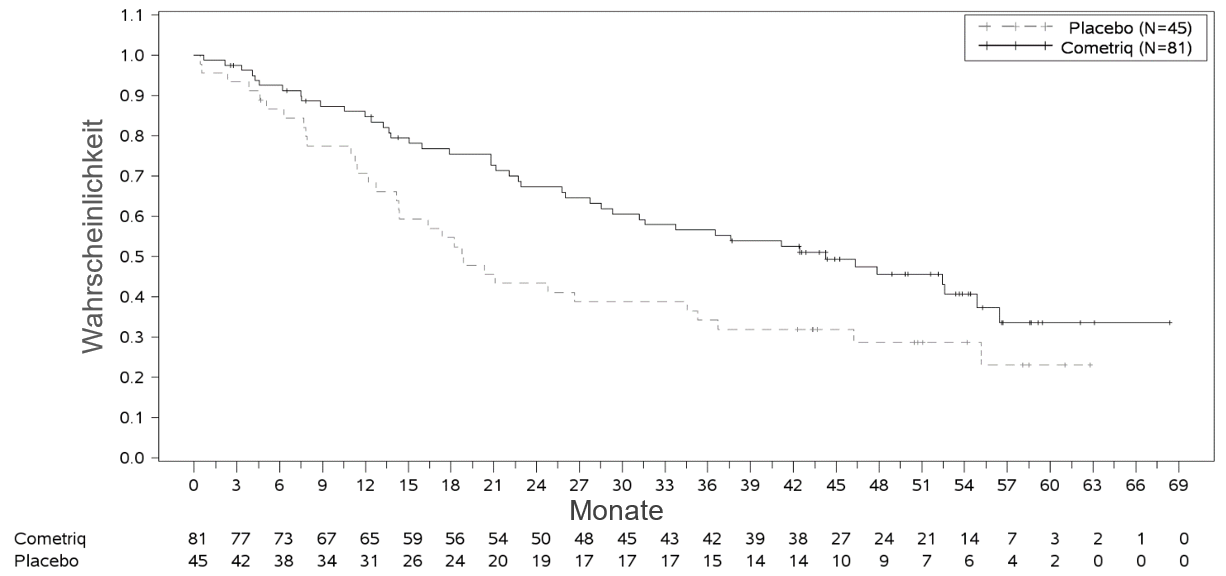 1.1
Placebo (N=45)
Cometriq (N=81)
1.0
0.9
0.8
0.7
0.6
0.5
0.4
0.3
0.2
0.1
0.0
Wahrscheinlichkeit
0 3 6 9 12 15 18 21 24 27 30 33 36 39 42 45 48 51 54 57 60 63 66 69
Monate
Cometriq 81 77 73 67 65 59 56 54 50 48 45 43 42 39 38 27 24 21 14 7 3 2 1 0
Placebo 45 42 38 34 31 26 24 20 19 17 17 17 15 14 14 10 9 7 6 4 2 0 0 0